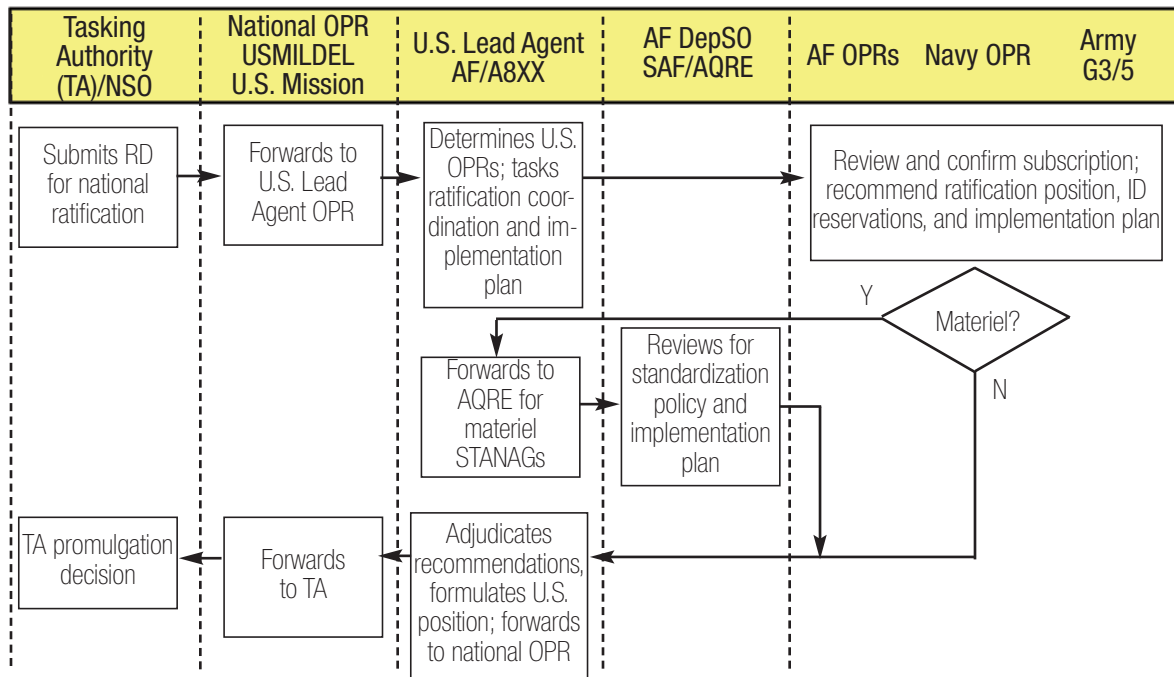 Tasking
Authority
(TA)/NSO
National OPR
USMILDEL
U.S. Mission
U.S. Lead Agent
AF/A8XX
AF DepSO
SAF/AQRE
AF OPRs
Navy OPR
Army
G3/5
Submits RD
for national
ratification
Forwards to
U.S. Lead
Agent OPR
Determines U.S.
OPRs; tasks
ratification coor-
dination and im-
plementation
plan
Review and confirm subscription;
recommend ratification position, ID
reservations, and implementation plan
Y
Materiel?
N
Forwards to
AQRE for
materiel
STANAGs
Reviews for
standardization
policy and
implementation
plan
TA promulgation
decision
Forwards
to TA
Adjudicates
recommendations,
formulates U.S.
position; forwards
to national OPR